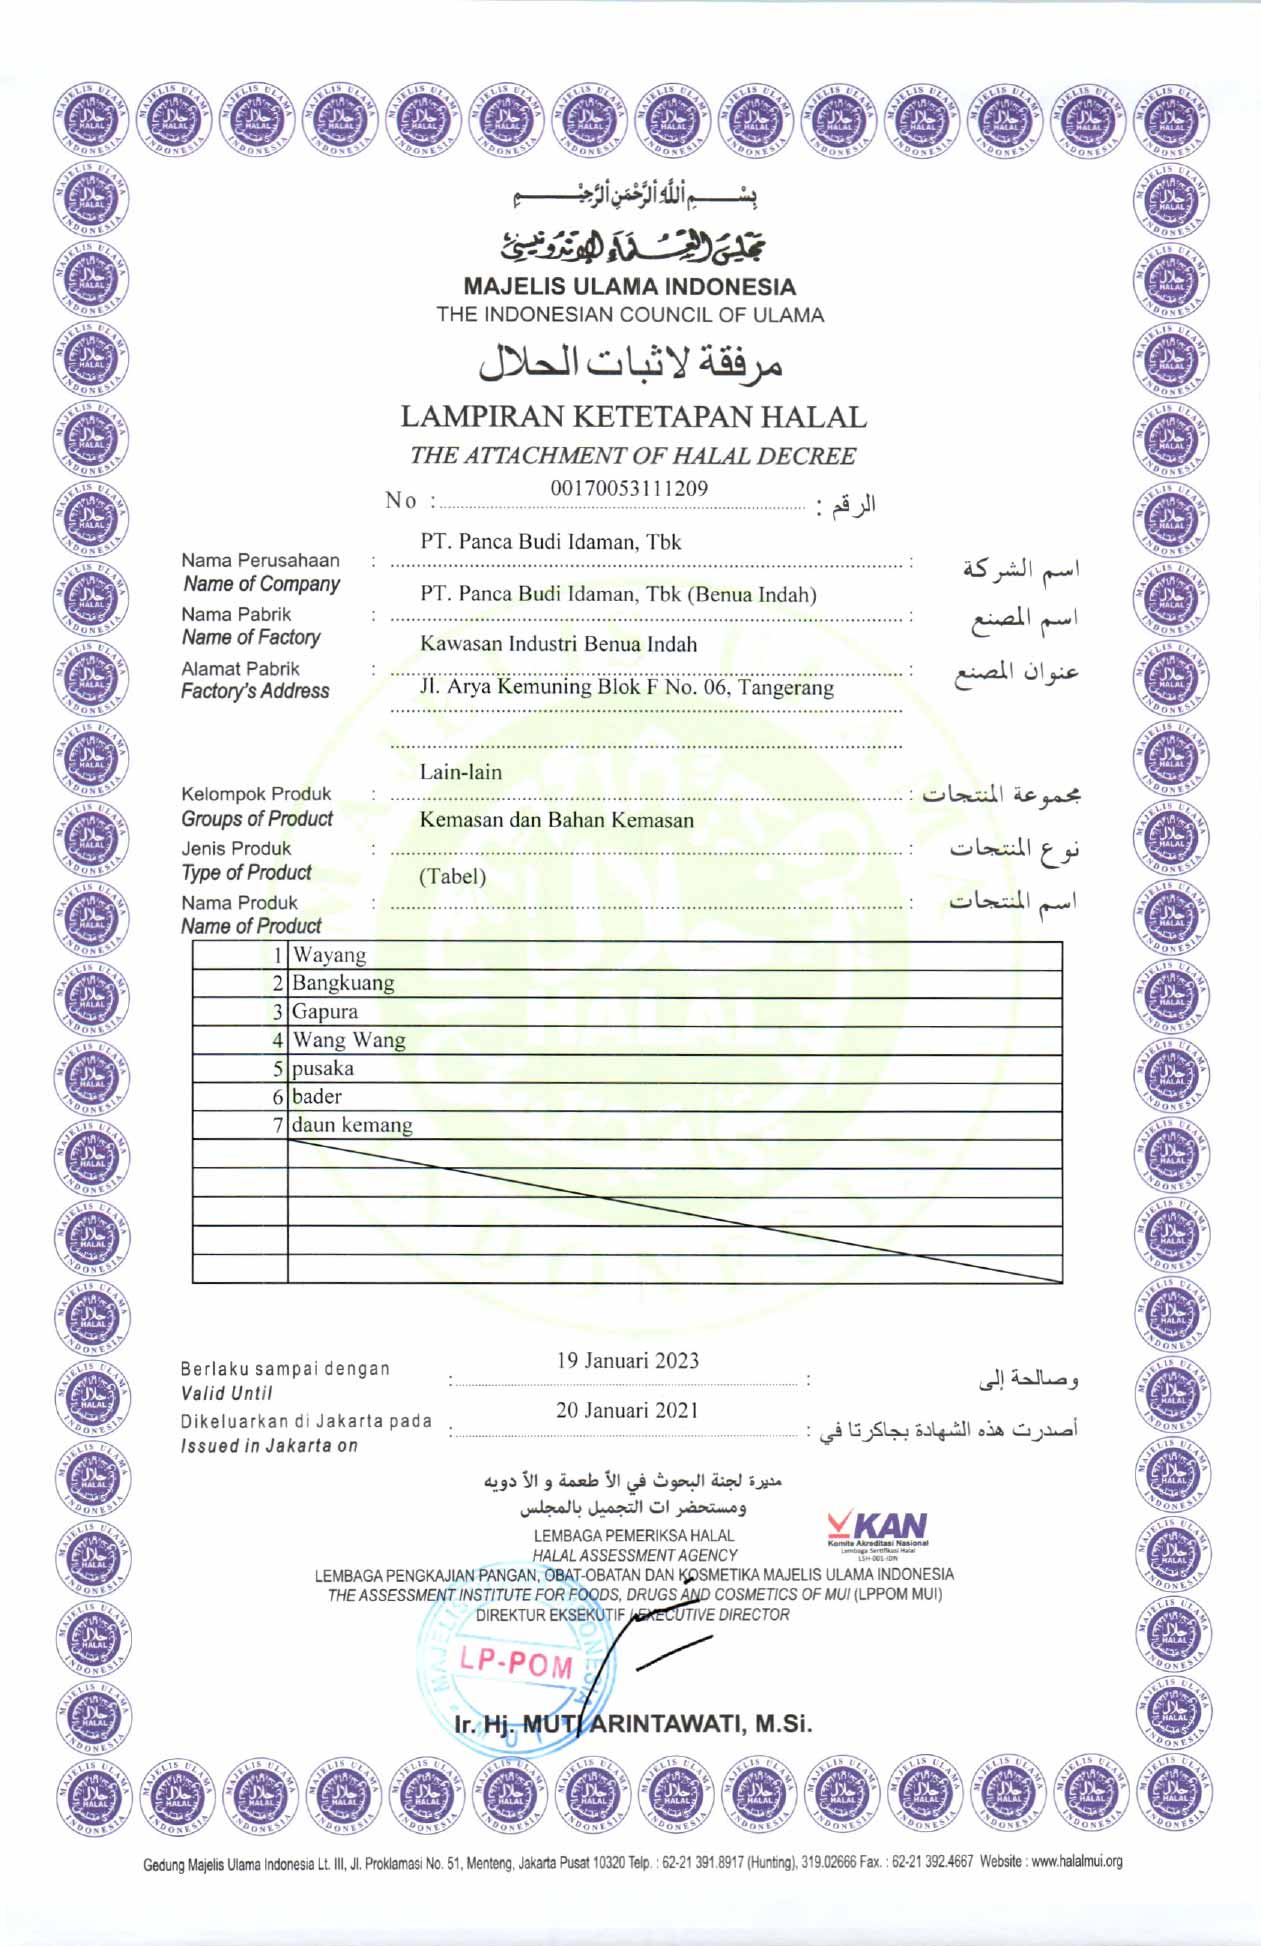 بِسْمِ اللهِ الرَّحْمَنِ الرَّحِيْمِ
مجلس العلماء الإندونيسي
MAJELIS ULAMA INDONESIA
THE INDONESIAN COUNCIL OF ULAMA
مرفقة لاثبات الحلال
LAMPIRAN KETETAPAN HALAL
THE ATTACHMENT OF HALAL DECREE
No : 00170053111209 : الرقم
Nama Perusahaan : PT. Panca Budi Idaman, Tbk : اسم الشركة
Name of Company
Nama Pabrik : PT. Panca Budi Idaman, Tbk (Benua Indah) : اسم المصنع
Name of Factory
Alamat Pabrik : Kawasan Industri Benua Indah : عنوان المصنع
Factory's Address Jl. Arya Kemuning Blok F No. 06, Tangerang
Kelompok Produk : Lain-lain : مجموعة المنتجات
Groups of Product
Jenis Produk : Kemasan dan Bahan Kemasan : نوع المنتجات
Type of Product
Nama Produk : (Tabel) : اسم المنتجات
Name of Product
1 Wayang
2 Bangkuang
3 Gapura
4 Wang Wang
5 pusaka
6 bader
7 daun kemang
Berlaku sampai dengan : 19 Januari 2023 : وصالحة إلى
Valid Until
Dikeluarkan di Jakarta pada : 20 Januari 2021 : أصدرت هذه الشهادة بجاكرتا في
Issued in Jakarta on
مديرة لجنة البحوث في الأطعمة و الأدويه
ومستحضرات التجميل بالمجلس
LEMBAGA PEMERIKSA HALAL
HALAL ASSESSMENT AGENCY
KAN
Komite Akreditasi Nasional
Lembaga Sertifikasi Halal
LSH-001-IDN
LEMBAGA PENGKAJIAN PANGAN, OBAT-OBATAN DAN KOSMETIKA MAJELIS ULAMA INDONESIA
THE ASSESSMENT INSTITUTE FOR FOODS, DRUGS AND COSMETICS OF MUI (LPPOM MUI)
DIREKTUR EKSEKUTIF / EXECUTIVE DIRECTOR
LP-POM
MUI
Ir. Hj. MUTI ARINTAWATI, M.Si.
Gedung Majelis Ulama Indonesia Lt. III, Jl. Proklamasi No. 51, Menteng, Jakarta Pusat 10320 Telp. : 62-21 391.8917 (Hunting), 319.02666 Fax. : 62-21 392.4667 Website : www.halalmui.org